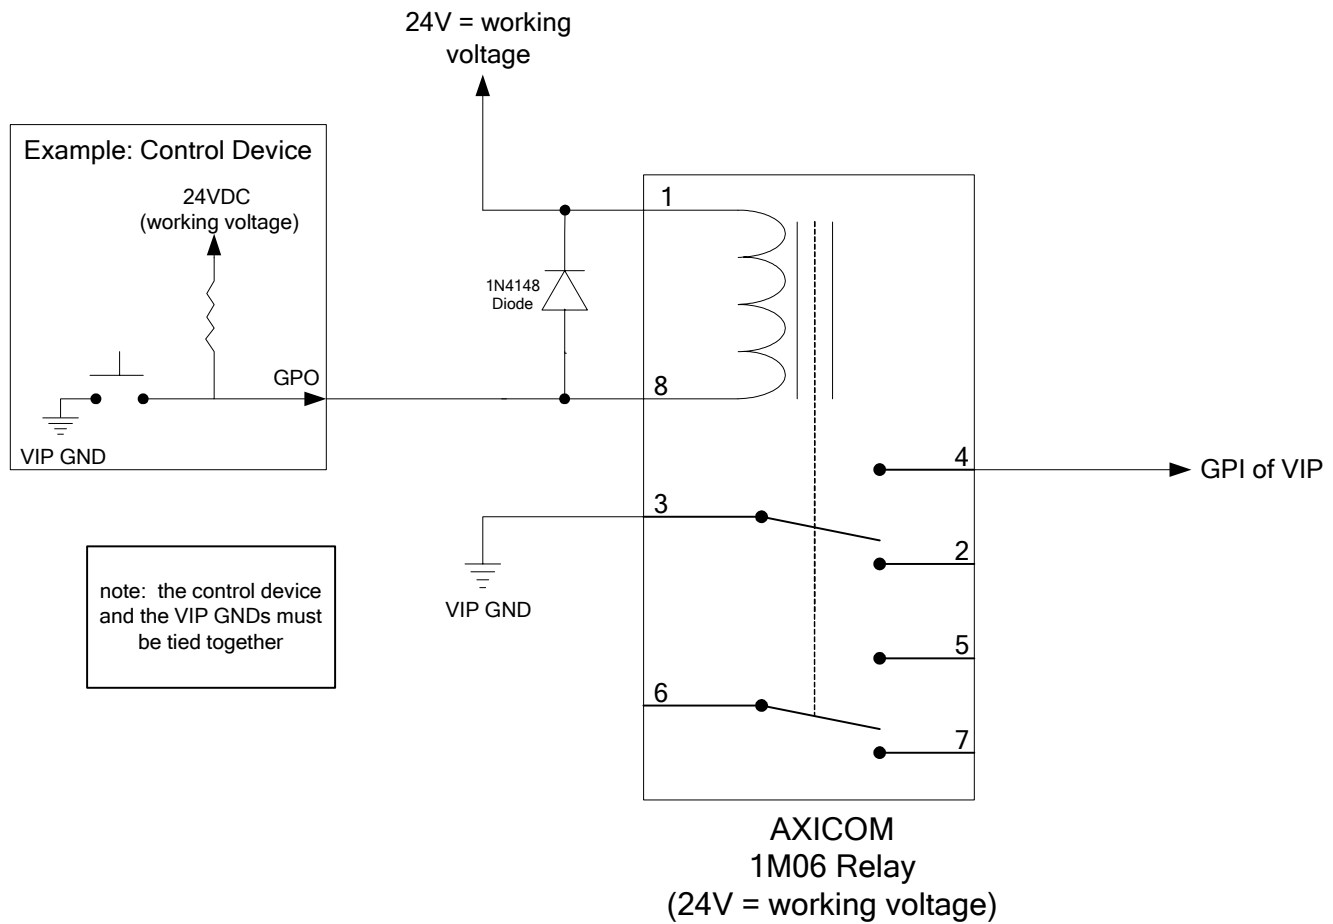 24V = working
voltage
Example: Control Device
24VDC
(working voltage)
1
1N4148
Diode
GPO
8
VIP GND
4
GPI of VIP
3
2
note:  the control device
and the VIP GNDs must
be tied together
VIP GND
5
6
7
AXICOM
1M06 Relay
(24V = working voltage)